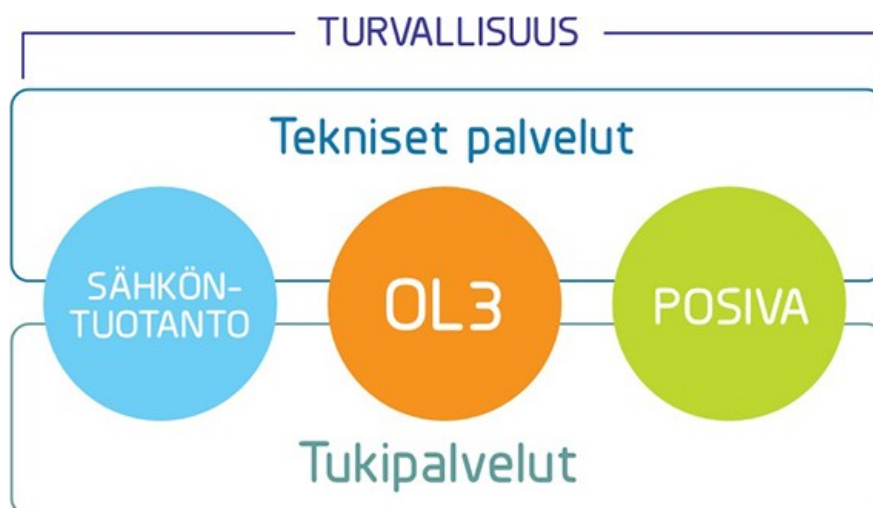 TURVALLISUUS
Tekniset palvelut
SÄHKÖN-
TUOTANTO
OL3
POSIVA
Tukipalvelut